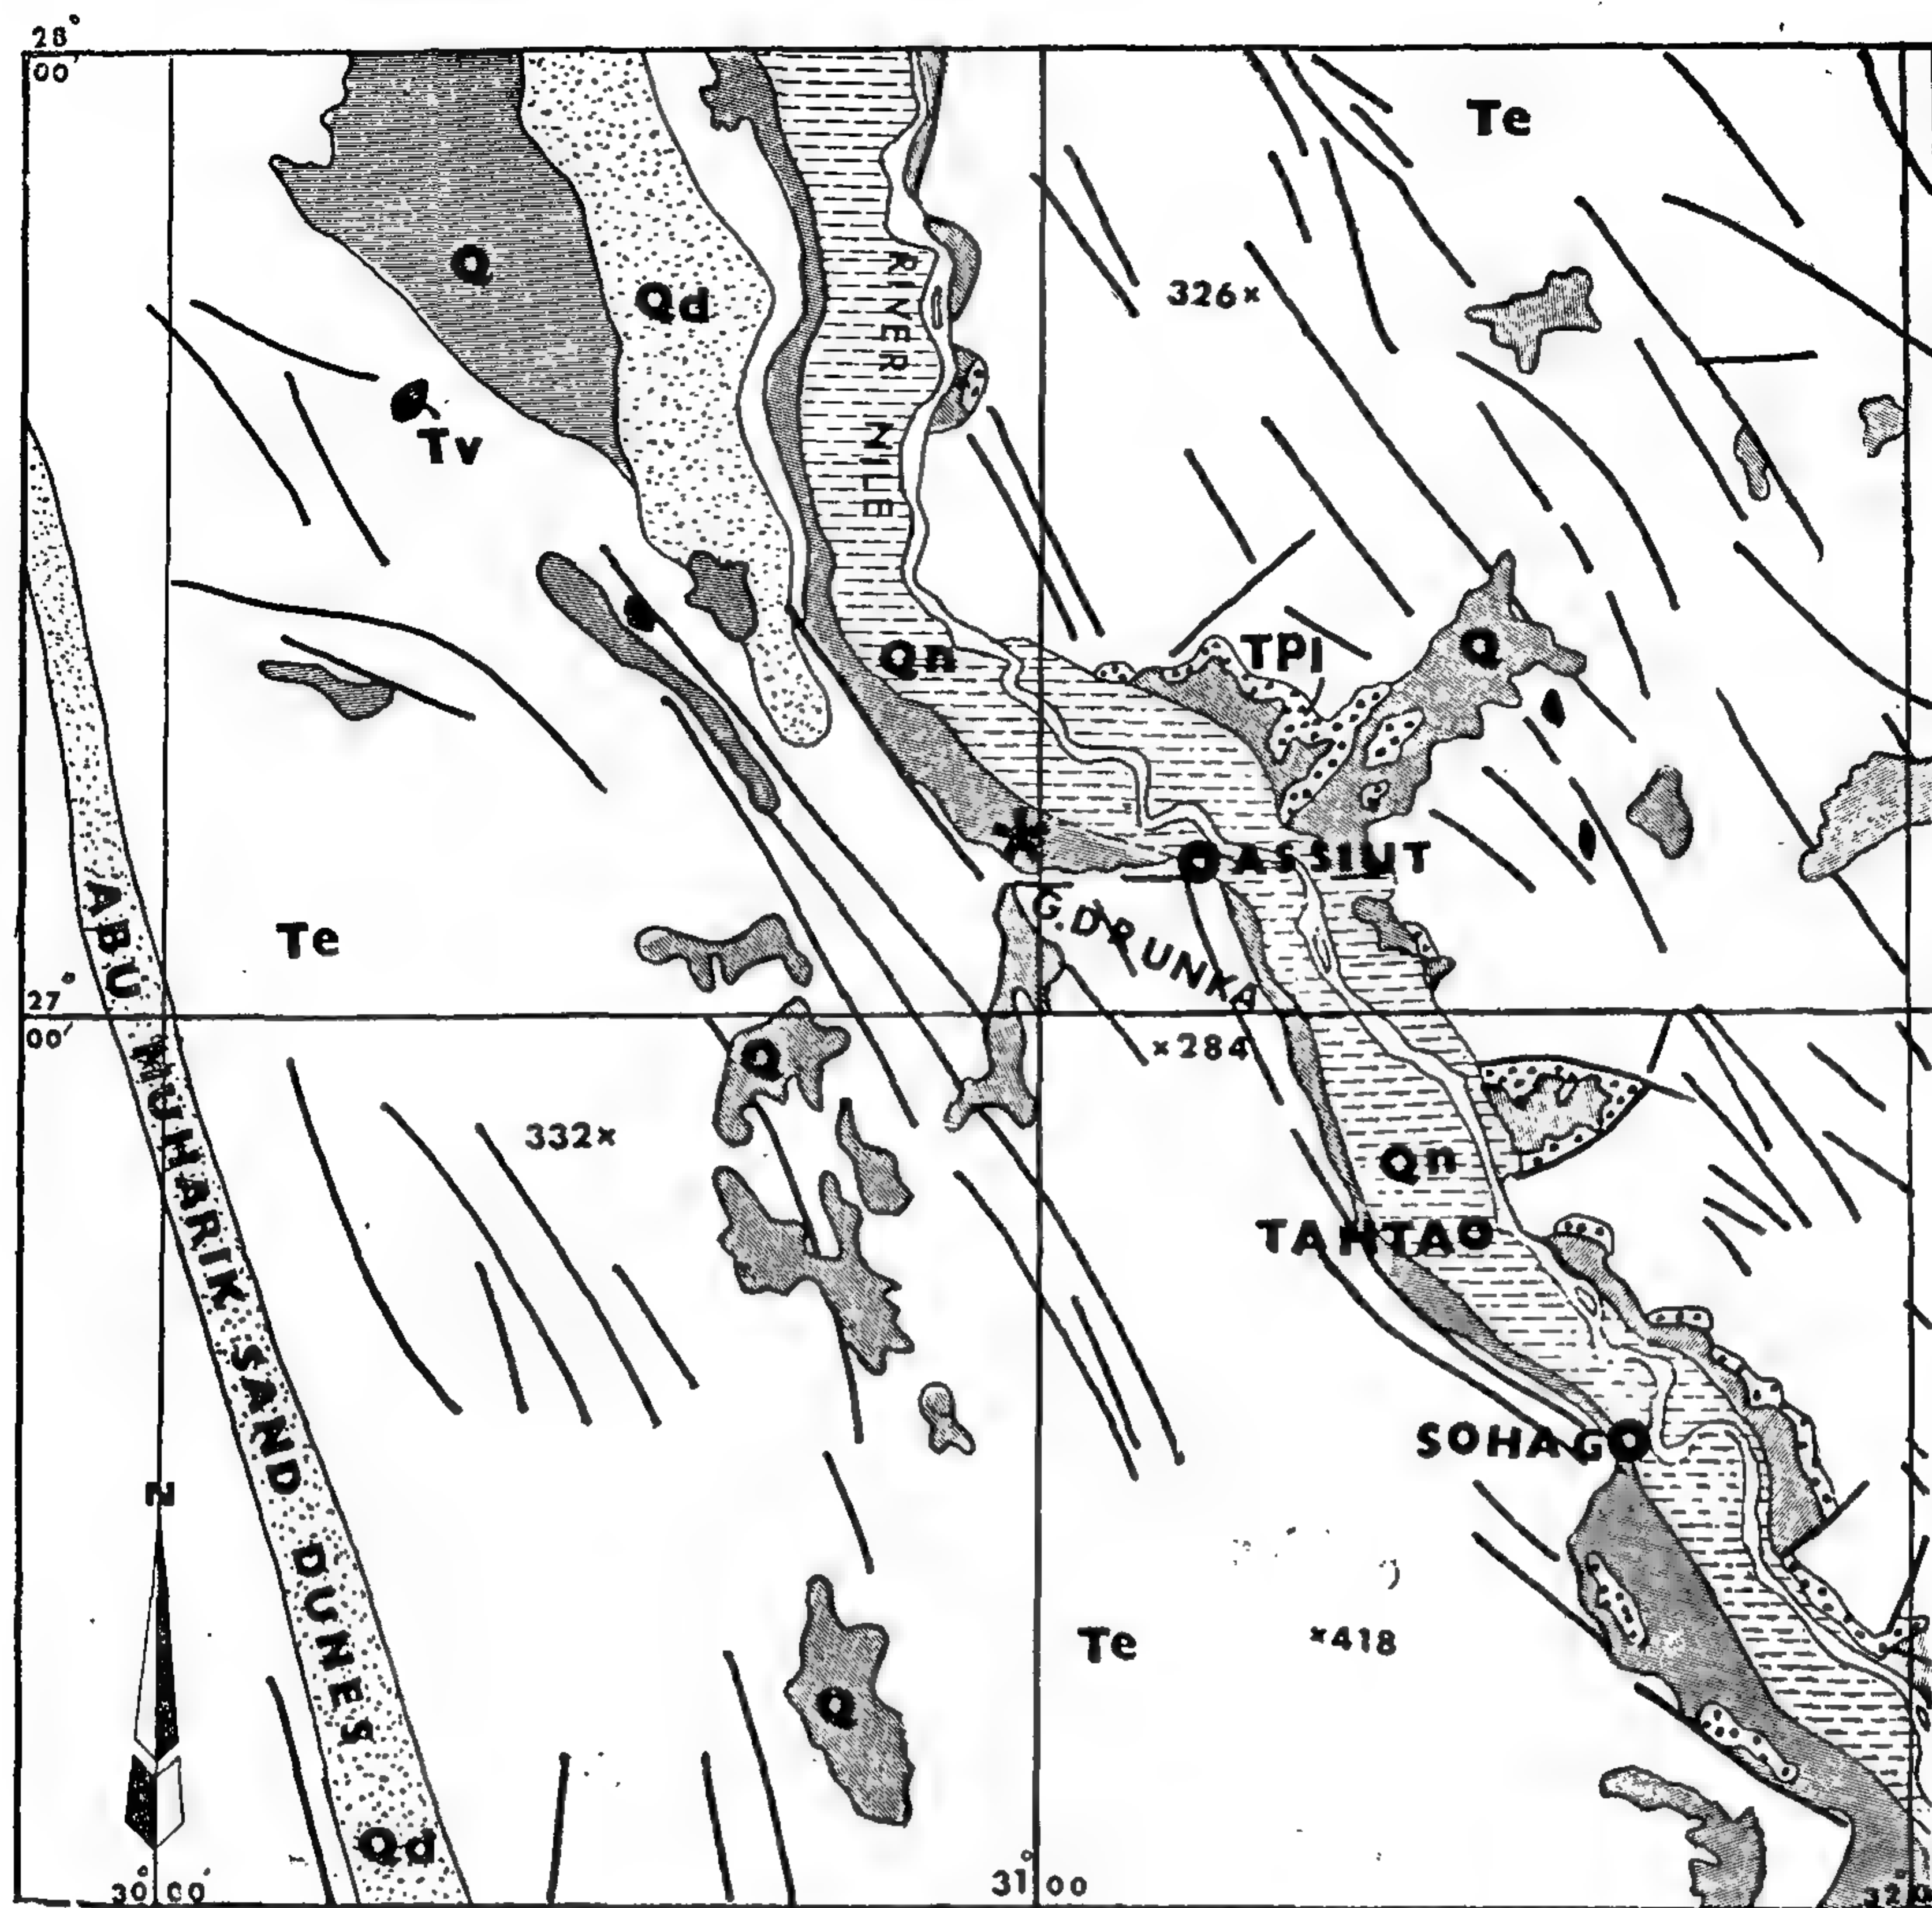 28°
00'
Te
Q
Qd
326×
RIVER NILE
Tv
Qn
TPl
Q
ASSIUT
G.DRUNKA
Te
ABU MUHARIK SAND DUNES
27°
00'
×284
Q
332×
Qn
TAHTA
SOHAG
N
Te
×418
Q
Qd
30°00'
31°00
32